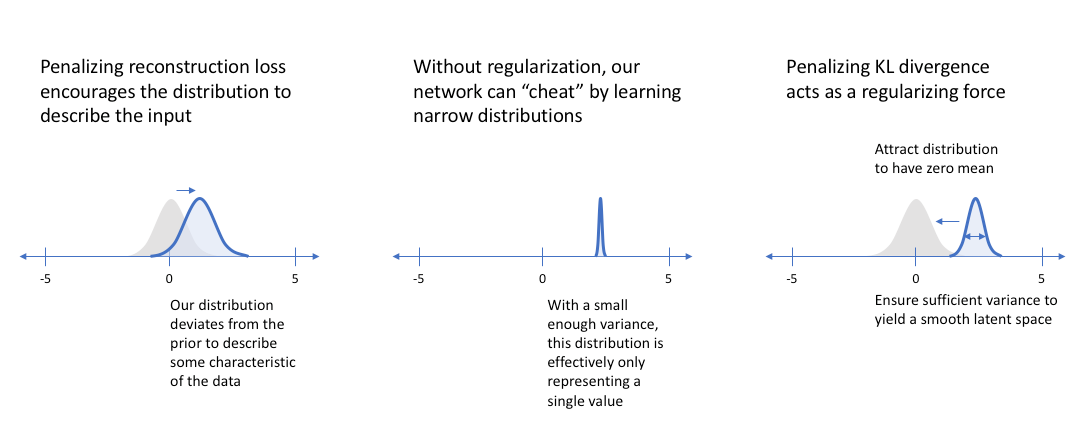 Penalizing reconstruction loss
encourages the distribution to
describe the input
-5
0
5
Our distribution
deviates from the
prior to describe
some characteristic
of the data
Without regularization, our
network can “cheat” by learning
narrow distributions
-5
0
5
With a small
enough variance,
this distribution is
effectively only
representing a
single value
Penalizing KL divergence
acts as a regularizing force
Attract distribution
to have zero mean
-5
0
5
Ensure sufficient variance to
yield a smooth latent space